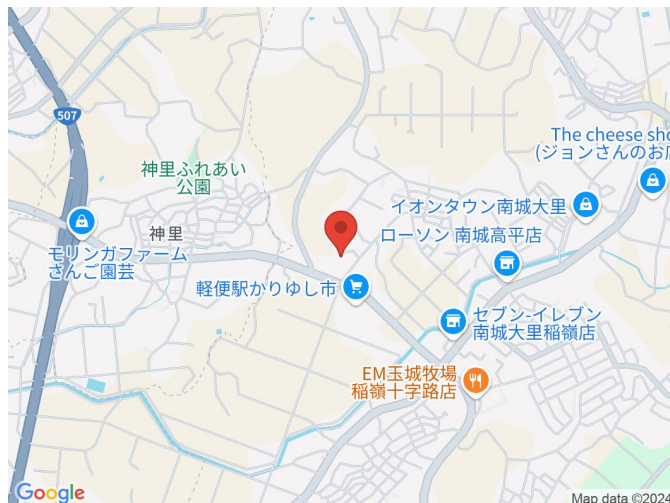 507
The cheese sho
(ジョンさんのお店
神里ふれあい
公園
イオンタウン南城大里
神里
ローソン 南城高平店
モリンガファーム
さんご園芸
軽便駅かりゆし市
セブン-イレブン
南城大里稲嶺店
EM玉城牧場
稲嶺十字路店
Google
Map data ©2024